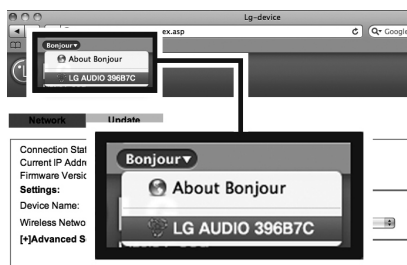 Lg-device
ex.asp
Google
Bonjour▾
About Bonjour
LG AUDIO 396B7C
Network
Update
Connection Stat
Current IP Addre
Firmware Versic
Settings:
Device Name:
Wireless Netwo
[+]Advanced S
Bonjour▾
About Bonjour
LG AUDIO 396B7C